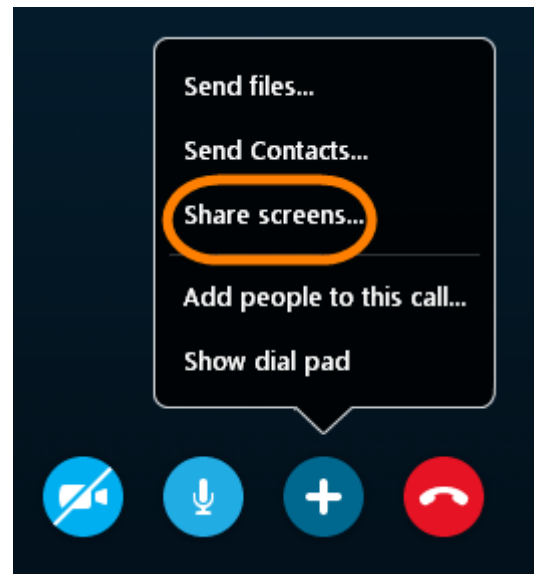 Send files...
Send Contacts...
Share screens...
Add people to this call...
Show dial pad